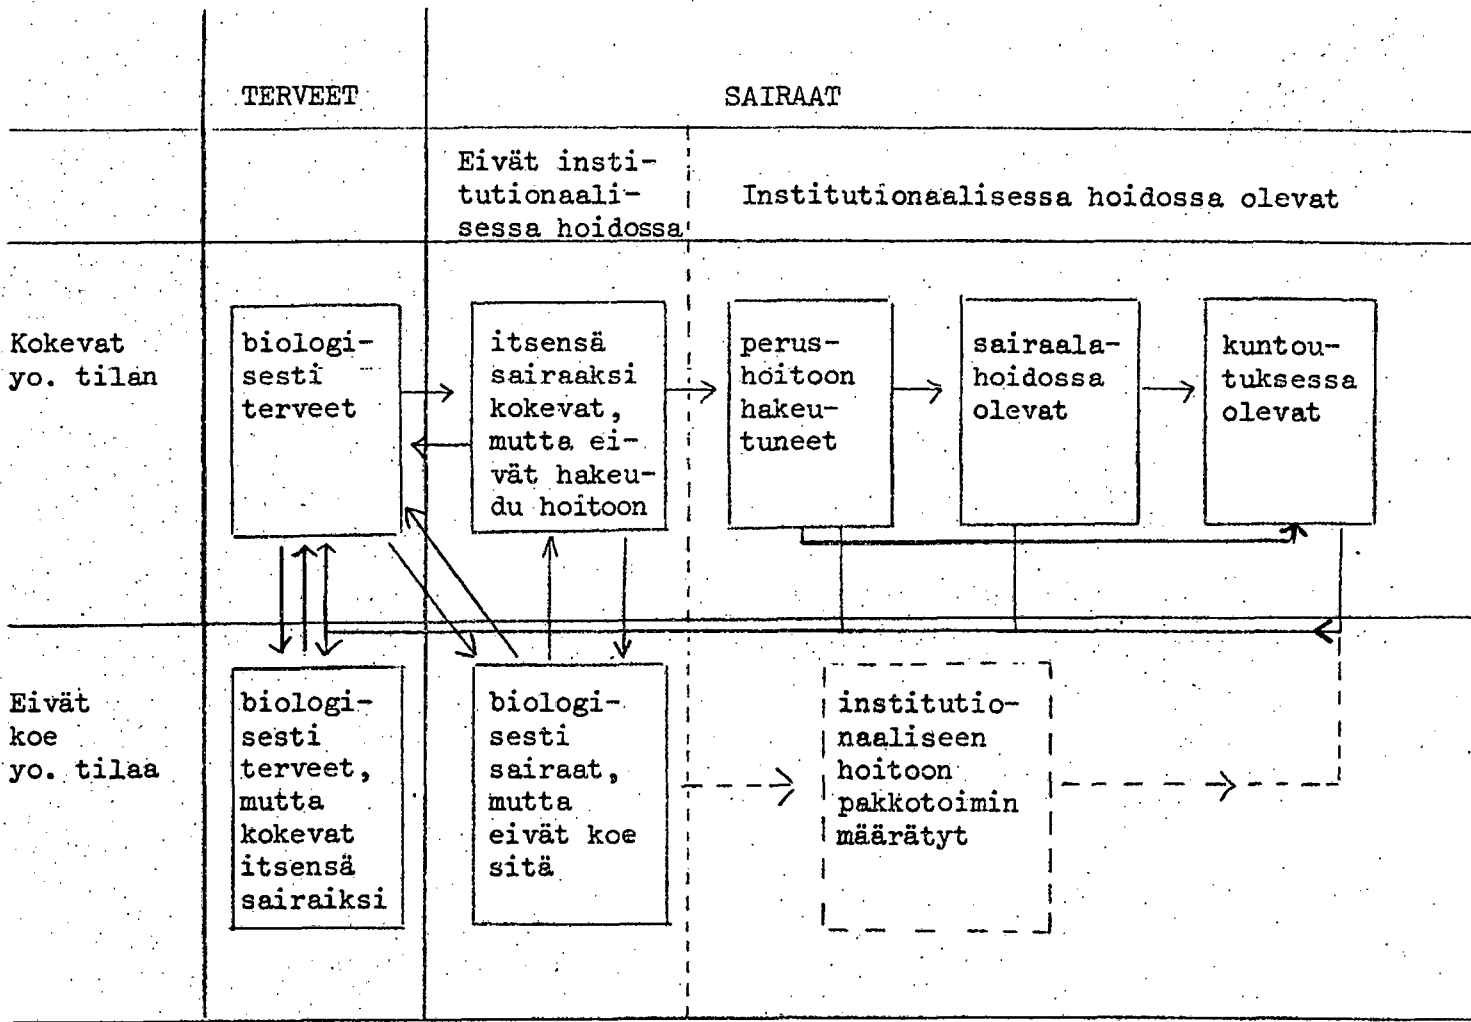 TERVEET
SAIRAAT
Eivät insti-
tutionaali-
sessa hoidossa
Institutionaalisessa hoidossa olevat
Kokevat
yo. tilan
biologi-
sesti
terveet
itsensä
sairaaksi
kokevat,
mutta ei-
vät hakeu-
du hoitoon
perus-
hoitoon
hakeu-
tuneet
sairaala-
hoidossa
olevat
kuntou-
tuksessa
olevat
Eivät
koe
yo. tilaa
biologi-
sesti
terveet,
mutta
kokevat
itsensä
sairaiksi
biologi-
sesti
sairaat,
mutta
eivät koe
sitä
institutio-
naaliseen
hoitoon
pakkotoimin
määrätyt